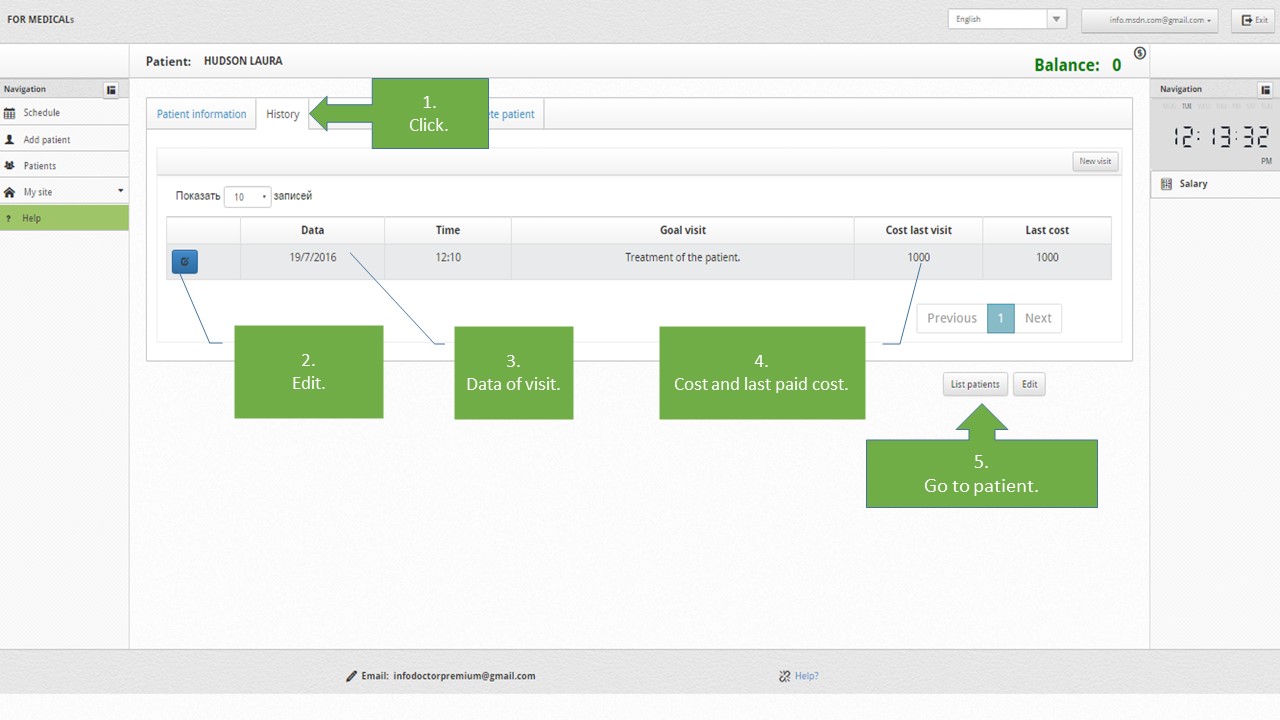 FOR MEDICALs
English
info.msdn.com@gmail.com
Exit
Patient: HUDSON LAURA
Balance: 0
Navigation
Schedule
Add patient
Patients
My site
? Help
Patient information
History
ete patient
1.
Click.
New visit
Показать 10 записей
Data Time Goal visit Cost last visit Last cost
19/7/2016 12:10 Treatment of the patient. 1000 1000
Previous 1 Next
2.
Edit.
3.
Data of visit.
4.
Cost and last paid cost.
List patients
Edit
5.
Go to patient.
Navigation
TUE
12:13:32
PM
Salary
Email: infodoctorpremium@gmail.com
Help?